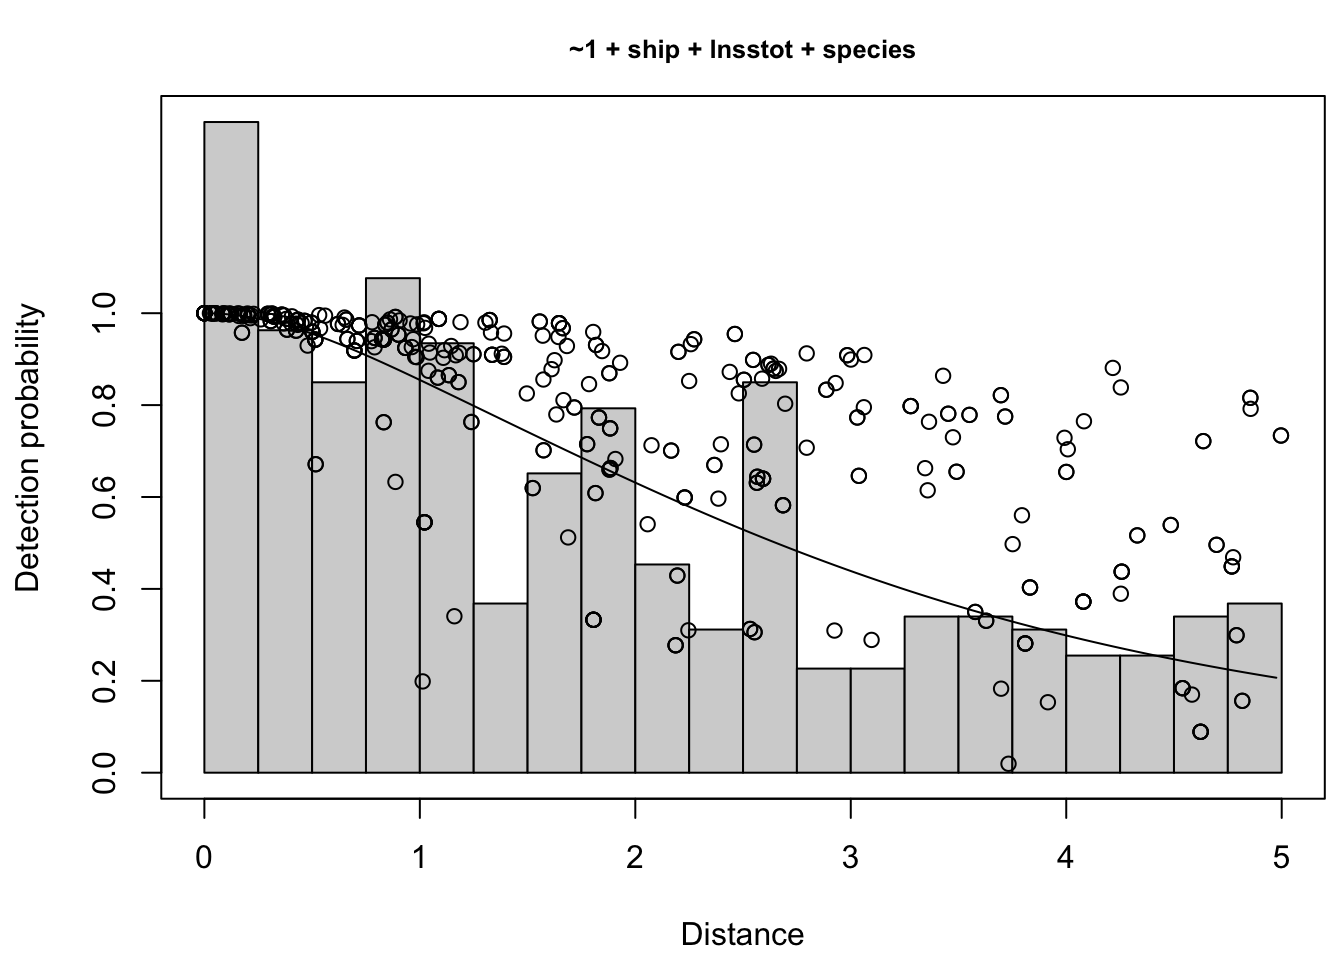 ~1 + ship + lnsstot + species
Detection probability
1.0
0.8
0.6
0.4
0.2
0.0
0 1 2 3 4 5
Distance